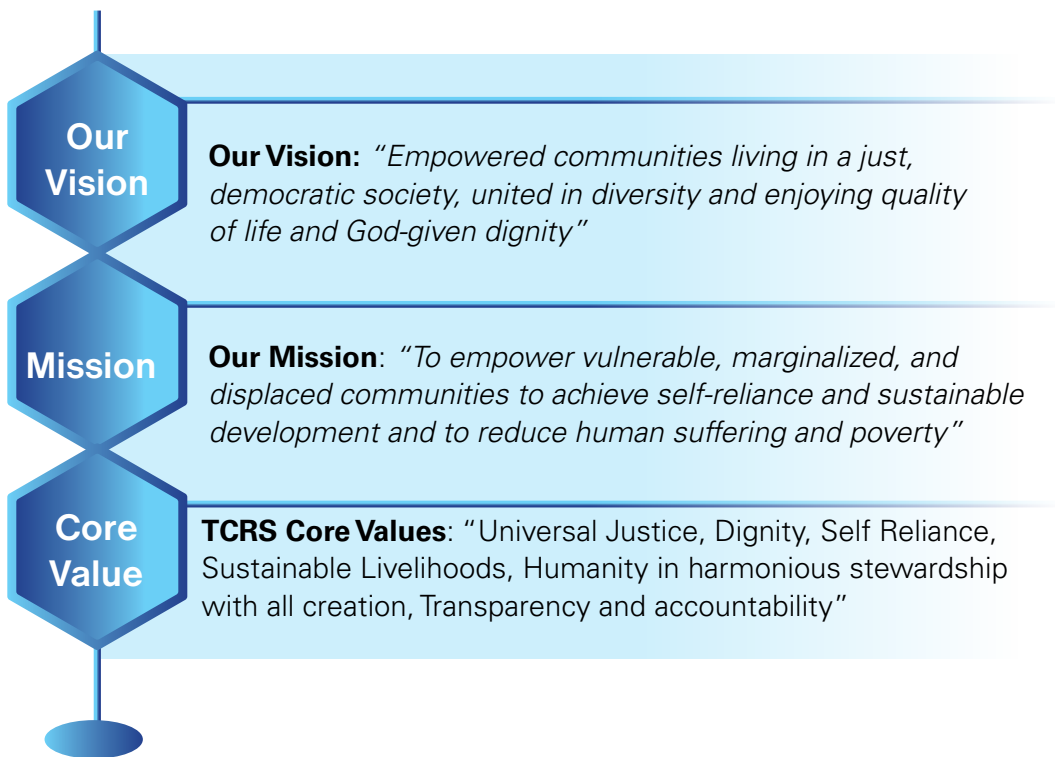 Our
Vision
Our Vision: “Empowered communities living in a just,
democratic society, united in diversity and enjoying quality
of life and God-given dignity”
Mission
Our Mission: “To empower vulnerable, marginalized, and
displaced communities to achieve self-reliance and sustainable
development and to reduce human suffering and poverty”
Core
Value
TCRS Core Values: “Universal Justice, Dignity, Self Reliance,
Sustainable Livelihoods, Humanity in harmonious stewardship
with all creation, Transparency and accountability”